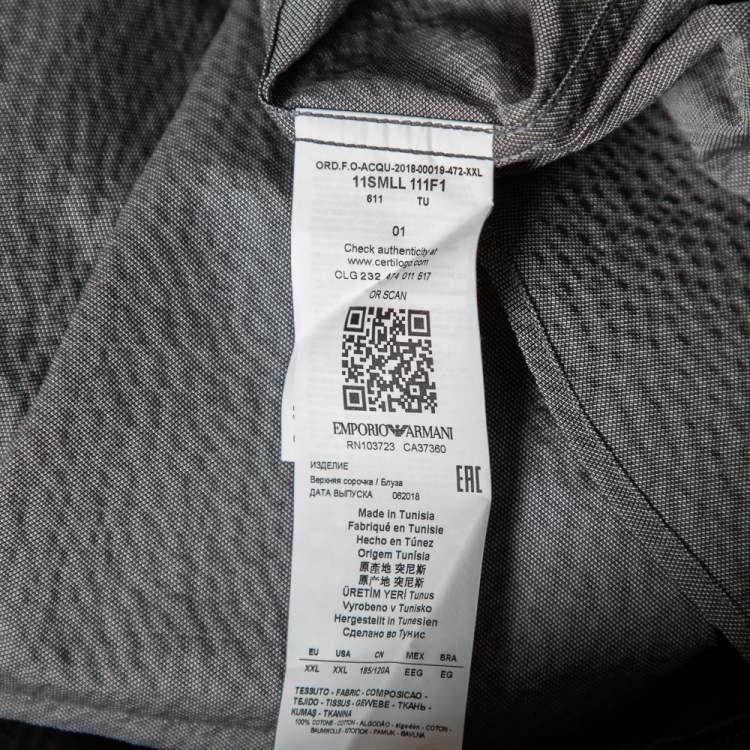 ORD.F.O-ACQU-2018-00019-472-XXL
11SMLL 111F1
611 TU
01
Check authenticity at
www.certilogo.com
CLG 232 474 011 517
OR SCAN
EMPORIO ARMANI
RN103723 CA37360
ИЗДЕЛИЕ
Верхняя сорочка / Блуза
ДАТА ВЫПУСКА 062018
EAC
Made in Tunisia
Fabriqué en Tunisie
Hecho en Túnez
Origem Tunísia
原產地 突尼斯
原产地 突尼斯
ÜRETİM YERİ Tunus
Vyrobeno v Tunisko
Hergestellt in Tunesien
Сделано во Тунис
EU USA CN MEX BRA
XXL XXL 185/120A EEG EG
TESSUTO - FABRIC - COMPOSICAO -
TEJIDO - TISSUS - GEWEBE - ТКАНЬ -
KUMAŞ - TKANINA
100% COTONE - COTTON - ALGODÃO - algodón - COTON -
BAUMWOLLE - ХЛОПОК - PAMUK - BAVLNA